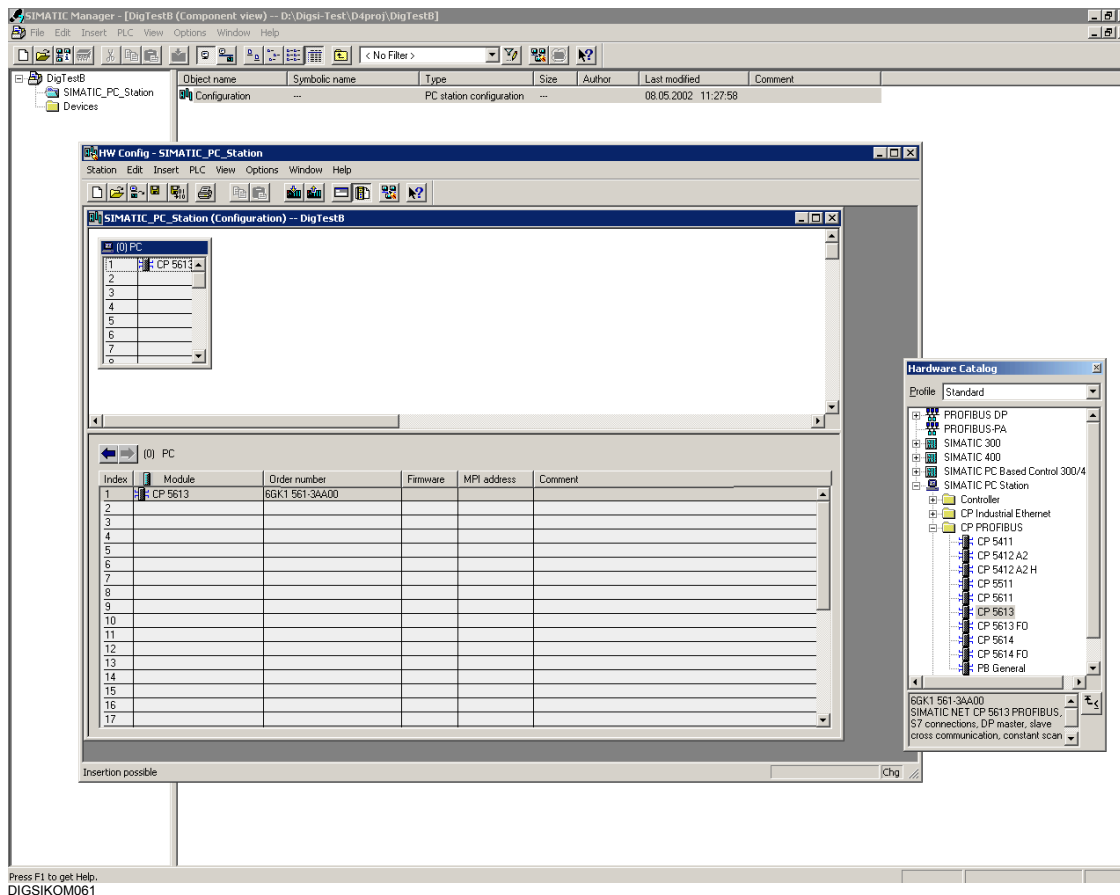 SIMATIC Manager - [DigTestB (Component view) -- D:\Digsi-Test\D4proj\DigTestB]
File Edit Insert PLC View Options Window Help
< No Filter >
DigTestB
SIMATIC_PC_Station
Devices
Object name Symbolic name Type Size Author Last modified Comment
Configuration --- PC station configuration --- 08.05.2002 11:27:58
HW Config - SIMATIC_PC_Station
Station Edit Insert PLC View Options Window Help
SIMATIC_PC_Station (Configuration) -- DigTestB
(0) PC
1 CP 5613
2
3
4
5
6
7
(0) PC
Index Module Order number Firmware MPI address Comment
1 CP 5613 6GK1 561-3AA00
2
3
4
5
6
7
8
9
10
11
12
13
14
15
16
17
Insertion possible Chg
Hardware Catalog
Profile Standard
PROFIBUS DP
PROFIBUS-PA
SIMATIC 300
SIMATIC 400
SIMATIC PC Based Control 300/4
SIMATIC PC Station
Controller
CP Industrial Ethernet
CP PROFIBUS
CP 5411
CP 5412 A2
CP 5412 A2 H
CP 5511
CP 5611
CP 5613
CP 5613 FO
CP 5614
CP 5614 FO
PB General
6GK1 561-3AA00
SIMATIC NET CP 5613 PROFIBUS,
S7 connections, DP master, slave
cross communication, constant scan
Press F1 to get Help.
DIGSIKOM061